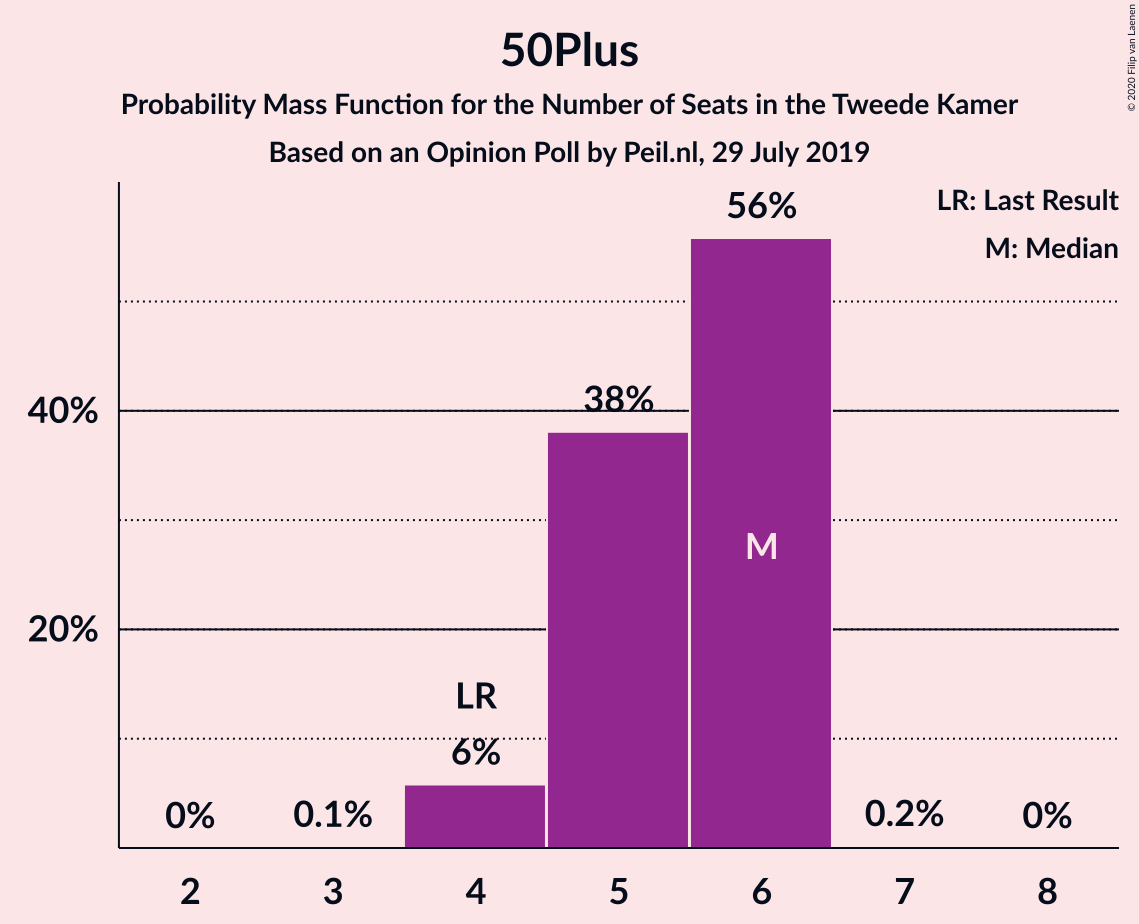 50Plus
Probability Mass Function for the Number of Seats in the Tweede Kamer
Based on an Opinion Poll by Peil.nl, 29 July 2019
© 2020 Filip van Laenen
LR: Last Result
M: Median
56%
38%
40%
M
20%
LR
6%
0%
0.1%
0.2%
0%
2 3 4 5 6 7 8